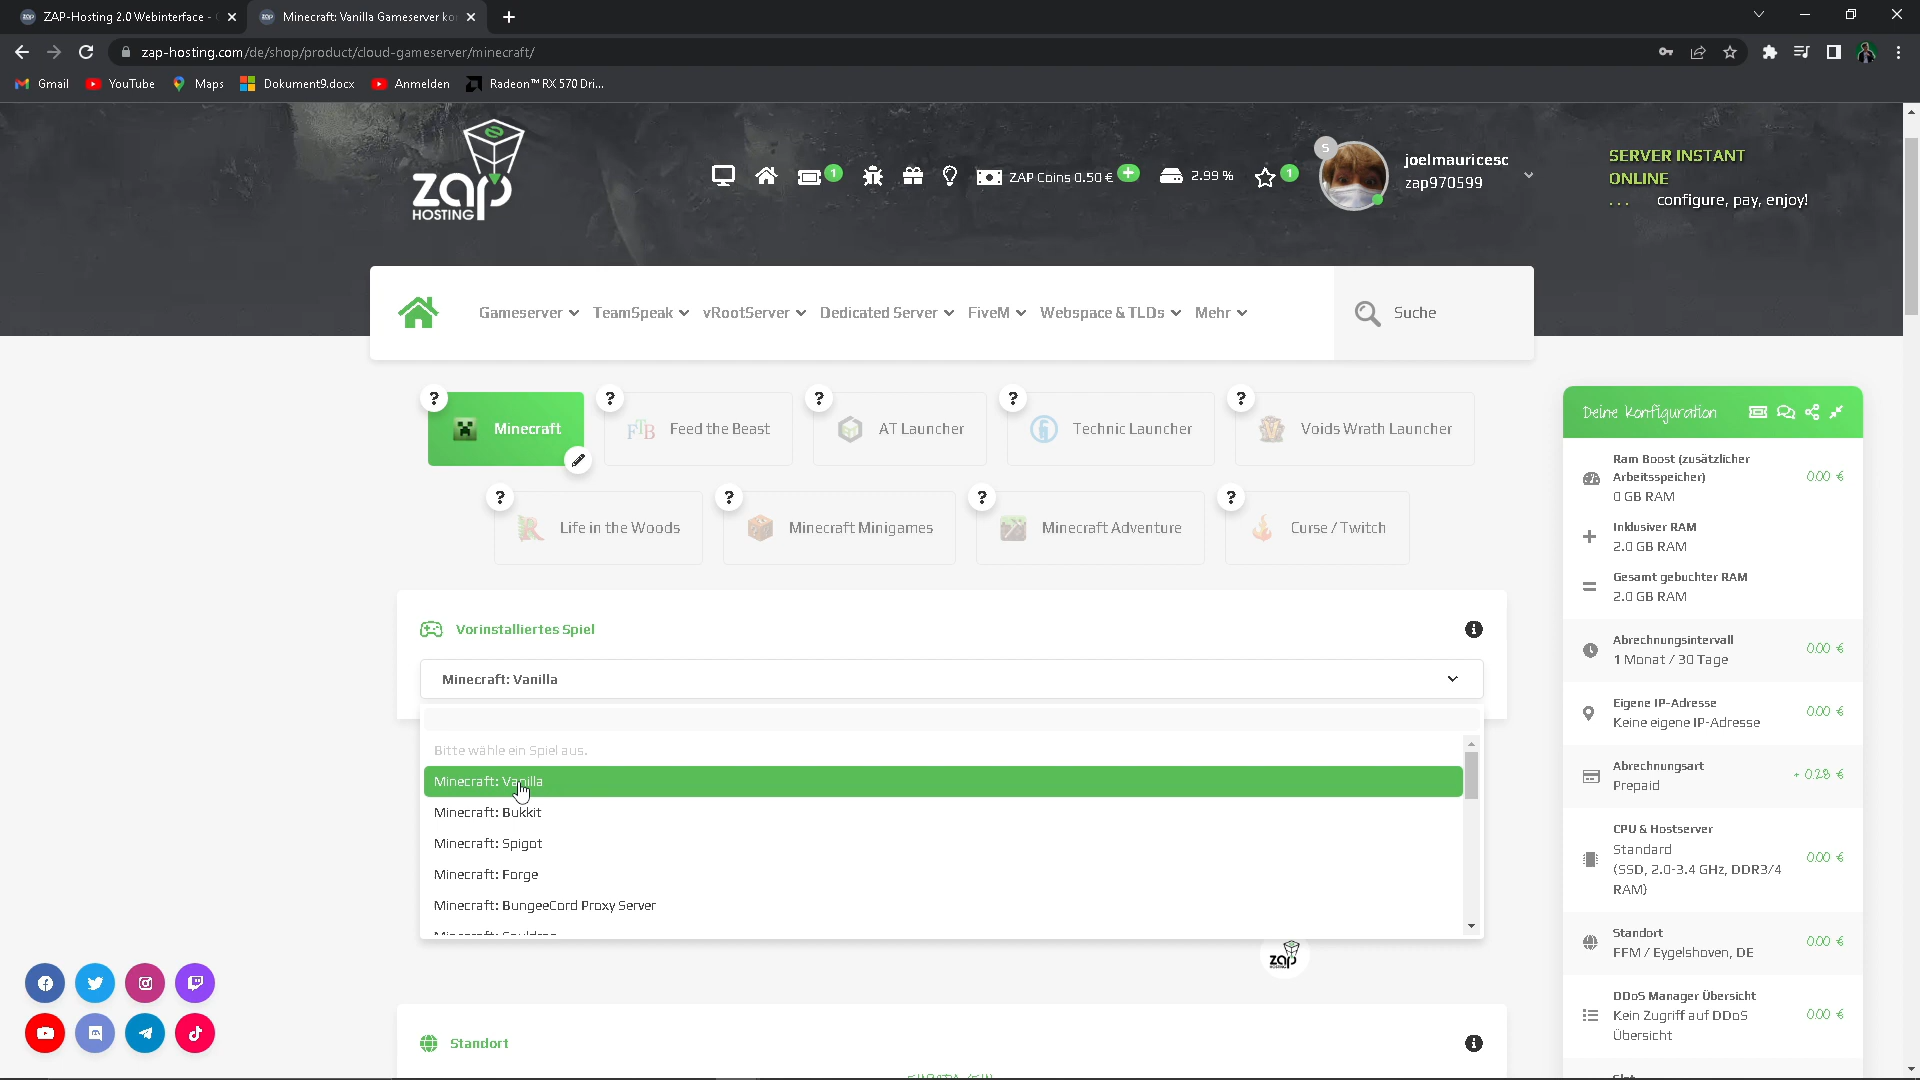 ZAP-Hosting 2.0 Webinterface -
Minecraft: Vanilla Gameserver ko
zap-hosting.com/de/shop/product/cloud-gameserver/minecraft/
Gmail
YouTube
Maps
Dokument9.docx
Anmelden
Radeon™ RX 570 Dri...
zap
HOSTING
1
ZAP Coins 0.50 €
2.99 %
1
S
joelmauricesc
zap970599
SERVER INSTANT
ONLINE
... configure, pay, enjoy!
Gameserver
TeamSpeak
vRootServer
Dedicated Server
FiveM
Webspace & TLDs
Mehr
Suche
? Minecraft
? Feed the Beast
? AT Launcher
? Technic Launcher
? Voids Wrath Launcher
? Life in the Woods
? Minecraft Minigames
? Minecraft Adventure
? Curse / Twitch
Vorinstalliertes Spiel
Minecraft: Vanilla
Bitte wähle ein Spiel aus.
Minecraft: Vanilla
Minecraft: Bukkit
Minecraft: Spigot
Minecraft: Forge
Minecraft: BungeeCord Proxy Server
zap
HOSTING
Standort
Deine Konfiguration
Ram Boost (zusätzlicher
Arbeitsspeicher)
0 GB RAM
0.00 €
Inklusiver RAM
2.0 GB RAM
Gesamt gebuchter RAM
2.0 GB RAM
Abrechnungsintervall
1 Monat / 30 Tage
0.00 €
Eigene IP-Adresse
Keine eigene IP-Adresse
0.00 €
Abrechnungsart
Prepaid
+ 0.28 €
CPU & Hostserver
Standard
(SSD, 2.0-3.4 GHz, DDR3/4
RAM)
0.00 €
Standort
FFM / Eygelshoven, DE
0.00 €
DDoS Manager Übersicht
Kein Zugriff auf DDoS
Übersicht
0.00 €